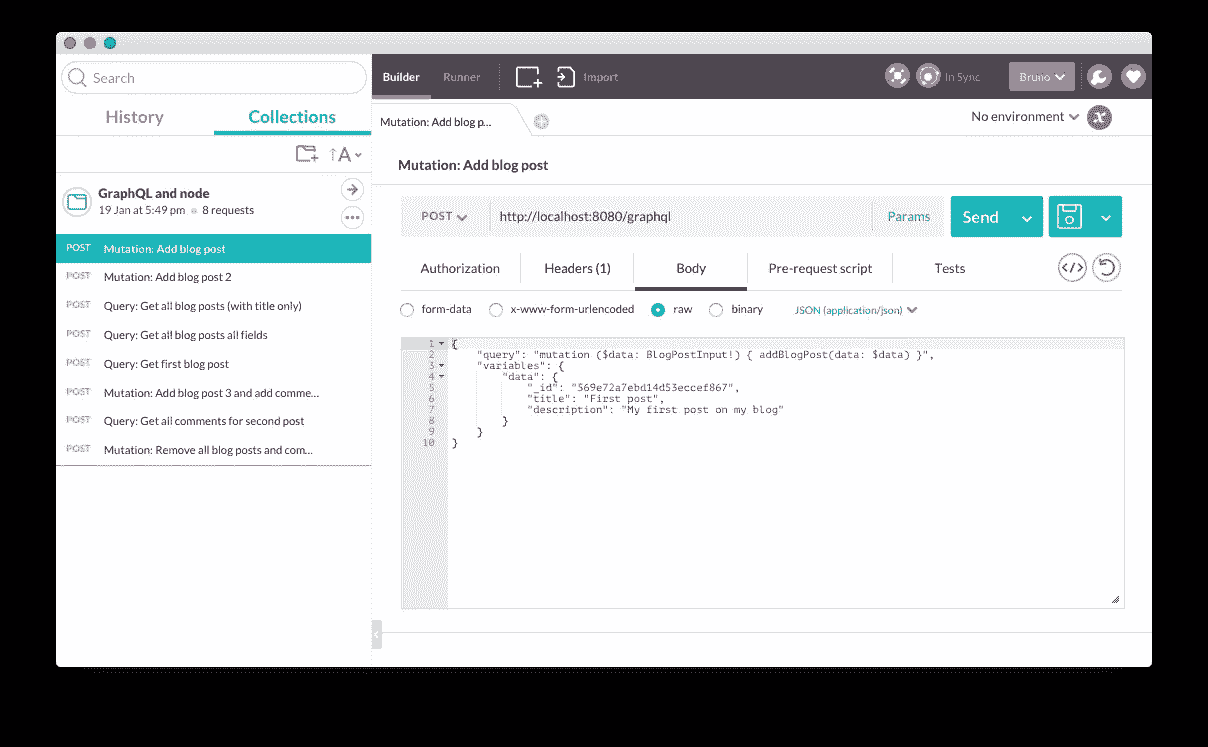 Search
History
Collections
GraphQL and node
19 Jan at 5:49 pm 8 requests
POST Mutation: Add blog post
POST Mutation: Add blog post 2
POST Query: Get all blog posts (with title only)
POST Query: Get all blog posts all fields
POST Query: Get first blog post
POST Mutation: Add blog post 3 and add comme...
POST Query: Get all comments for second post
POST Mutation: Remove all blog posts and com...
Builder
Runner
Import
In Sync
Bruno
Mutation: Add blog p...
No environment
Mutation: Add blog post
POST
http://localhost:8080/graphql
Params
Send
Authorization
Headers (1)
Body
Pre-request script
Tests
form-data
x-www-form-urlencoded
raw
binary
JSON (application/json)
1 {
2 "query": "mutation ($data: BlogPostInput!) { addBlogPost(data: $data) }",
3 "variables": {
4 "data": {
5 "_id": "569e72a7ebd14d53eccef867",
6 "title": "First post",
7 "description": "My first post on my blog"
8 }
9 }
10 }